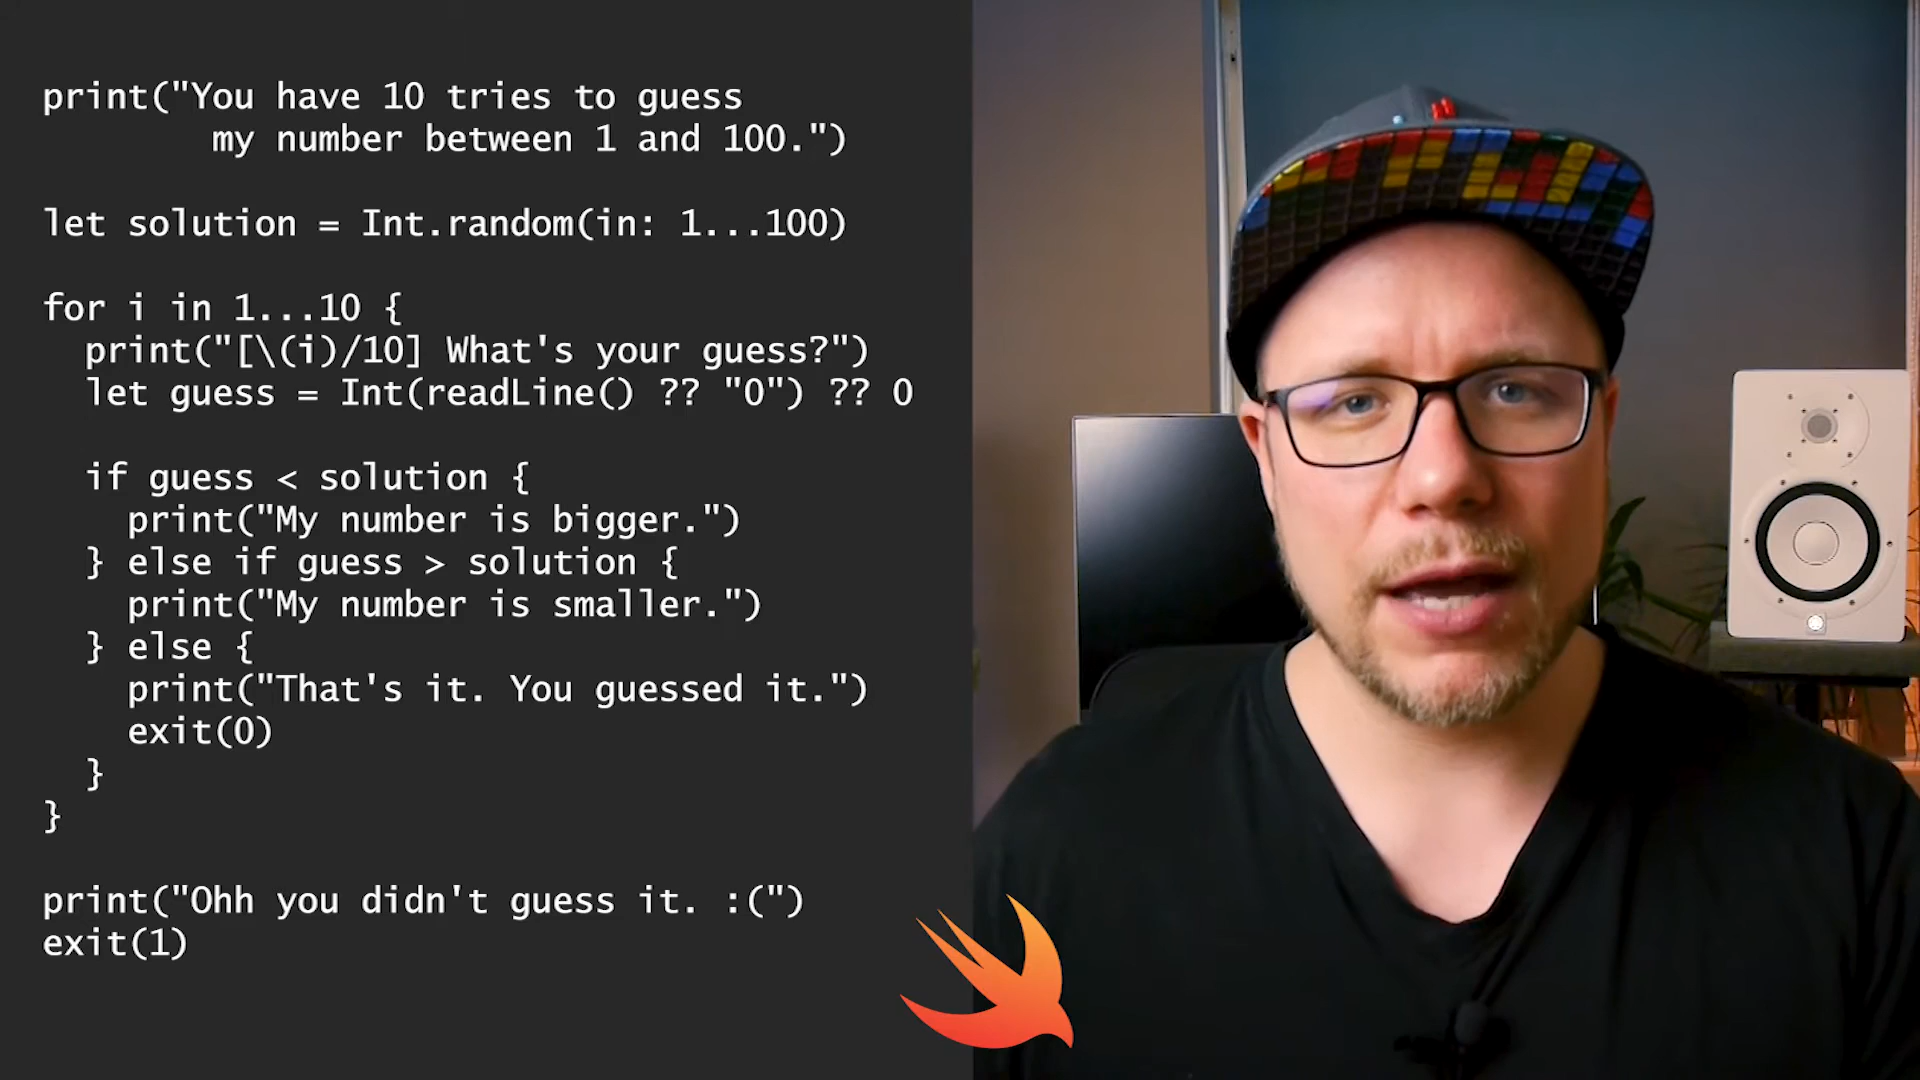 print("You have 10 tries to guess
my number between 1 and 100.")
let solution = Int.random(in: 1...100)
for i in 1...10 {
print("[\(i)/10] What's your guess?")
let guess = Int(readLine() ?? "0") ?? 0
if guess < solution {
print("My number is bigger.")
} else if guess > solution {
print("My number is smaller.")
} else {
print("That's it. You guessed it.")
exit(0)
}
}
print("Ohh you didn't guess it. :(")
exit(1)